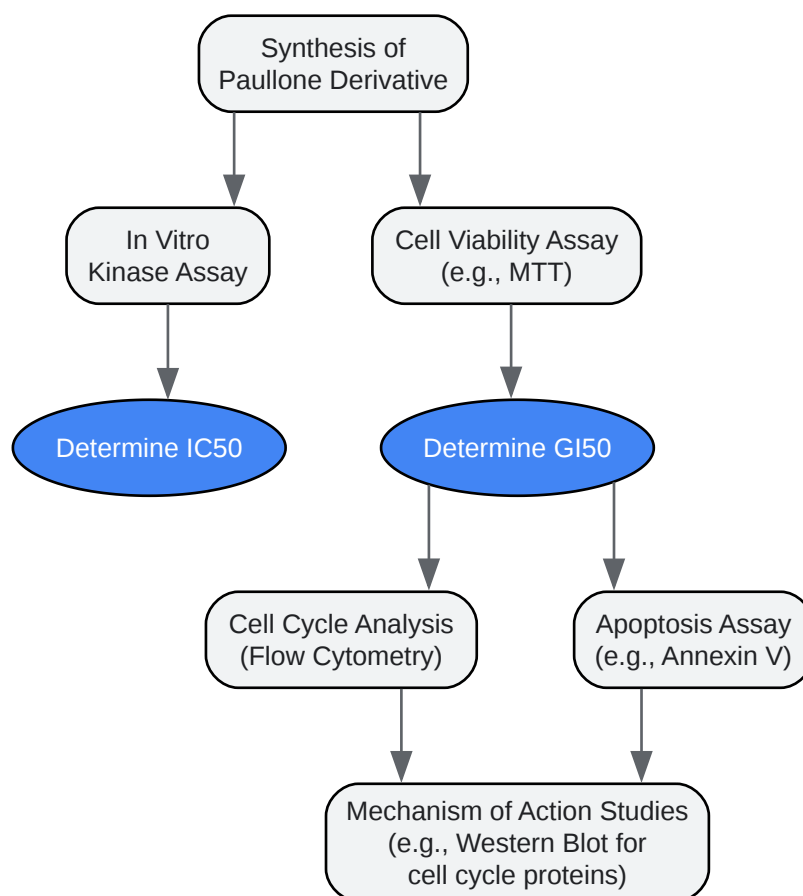 Synthesis of
Paullone Derivative
In Vitro
Kinase Assay
Cell Viability Assay
(e.g., MTT)
Determine IC50
Determine GI50
Cell Cycle Analysis
(Flow Cytometry)
Apoptosis Assay
(e.g., Annexin V)
Mechanism of Action Studies
(e.g., Western Blot for
cell cycle proteins)